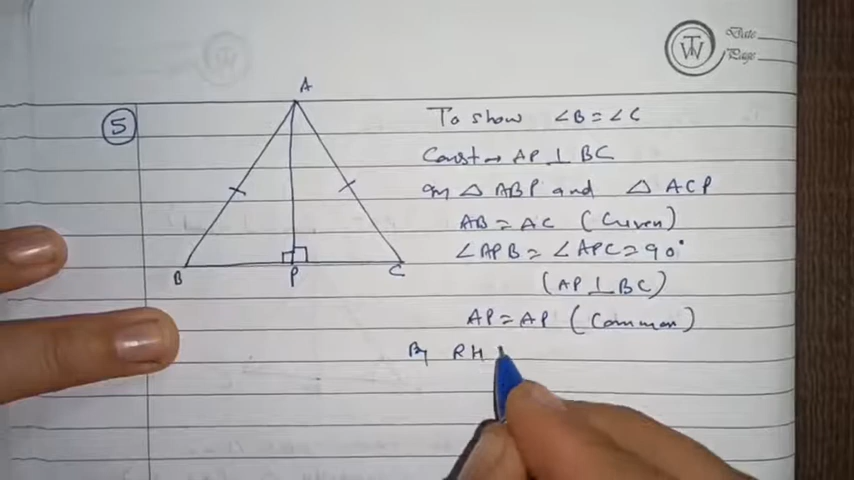 Date
Page
TW
5
A
B
P
C
To show ∠B = ∠C
Const → AP ⊥ BC
In △ ABP and △ ACP
AB = AC (Given)
∠APB = ∠APC = 90°
(AP ⊥ BC)
AP = AP (Common)
By RH